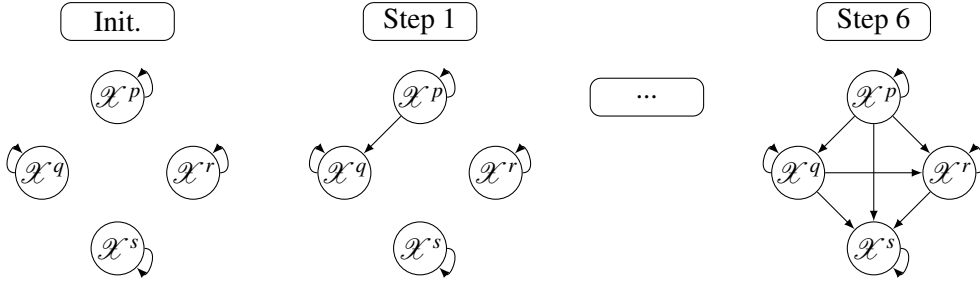 Init.
Step 1
Step 6
...
𝒳^p
𝒳^q
𝒳^r
𝒳^s
𝒳^p
𝒳^q
𝒳^r
𝒳^s
𝒳^p
𝒳^q
𝒳^r
𝒳^s